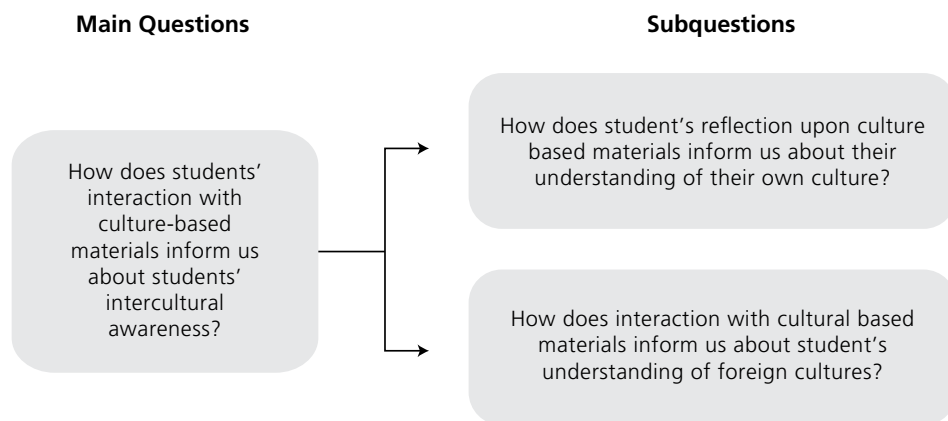 Main Questions
Subquestions
How does students’
interaction with
culture-based
materials inform us
about students’
intercultural
awareness?
How does student’s reflection upon culture
based materials inform us about their
understanding of their own culture?
How does interaction with cultural based
materials inform us about student’s
understanding of foreign cultures?